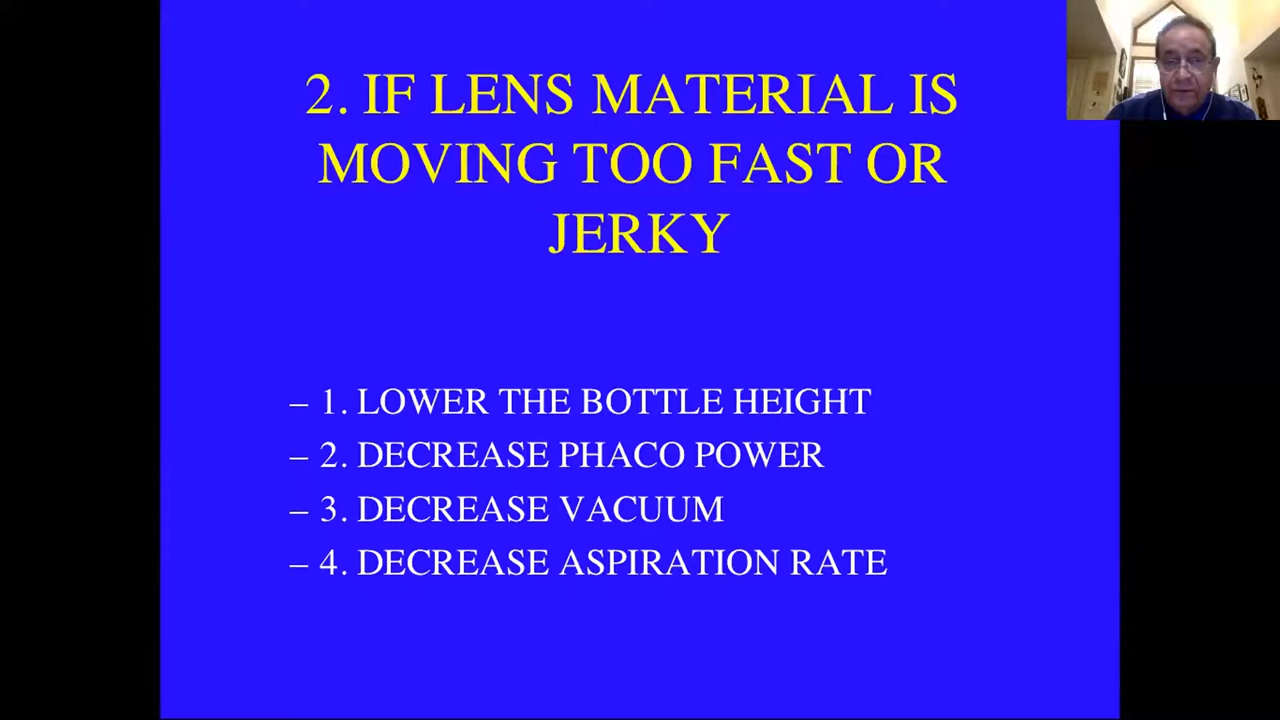 2. IF LENS MATERIAL IS
MOVING TOO FAST OR
JERKY
– 1. LOWER THE BOTTLE HEIGHT
– 2. DECREASE PHACO POWER
– 3. DECREASE VACUUM
– 4. DECREASE ASPIRATION RATE